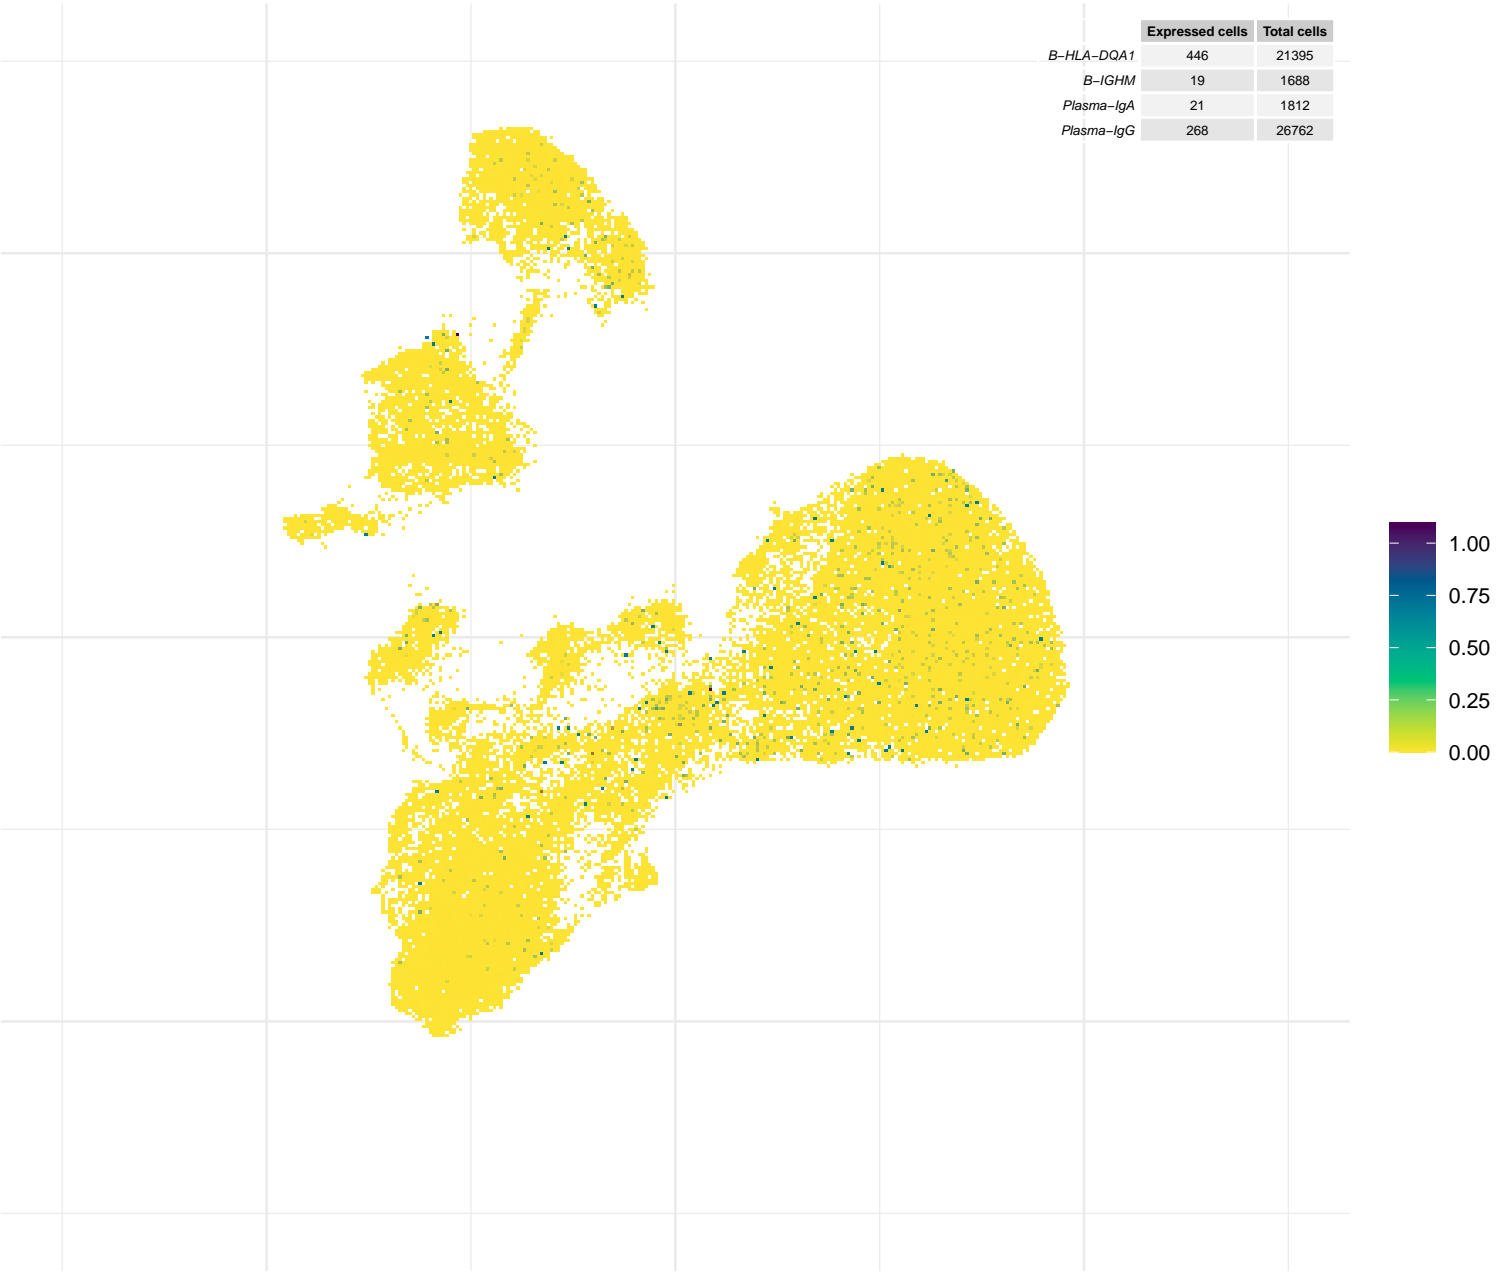 Expressed cells Total cells
B−HLA−DQA1 446 21395
B−IGHM 19 1688
Plasma−IgA 21 1812
Plasma−IgG 268 26762
1.00
0.75
0.50
0.25
0.00